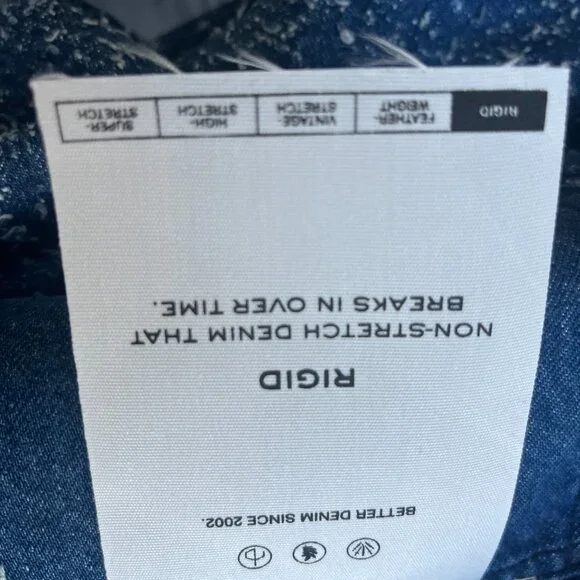 BETTER DENIM SINCE 2002.
RIGID
NON-STRETCH DENIM THAT
BREAKS IN OVER TIME.
RIGID
FEATHER-
WEIGHT
VINTAGE-
STRETCH
HIGH-
STRETCH
SUPER-
STRETCH